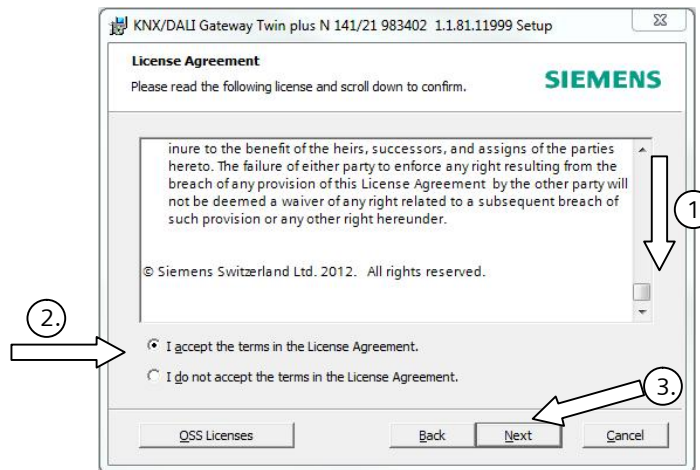 KNX/DALI Gateway Twin plus N 141/21 983402 1.1.81.11999 Setup
License Agreement
Please read the following license and scroll down to confirm.
SIEMENS
inure to the benefit of the heirs, successors, and assigns of the parties
hereto. The failure of either party to enforce any right resulting from the
breach of any provision of this License Agreement by the other party will
not be deemed a waiver of any right related to a subsequent breach of
such provision or any other right hereunder.
© Siemens Switzerland Ltd. 2012. All rights reserved.
1
2.
I accept the terms in the License Agreement.
I do not accept the terms in the License Agreement.
3.
OSS Licenses
Back
Next
Cancel